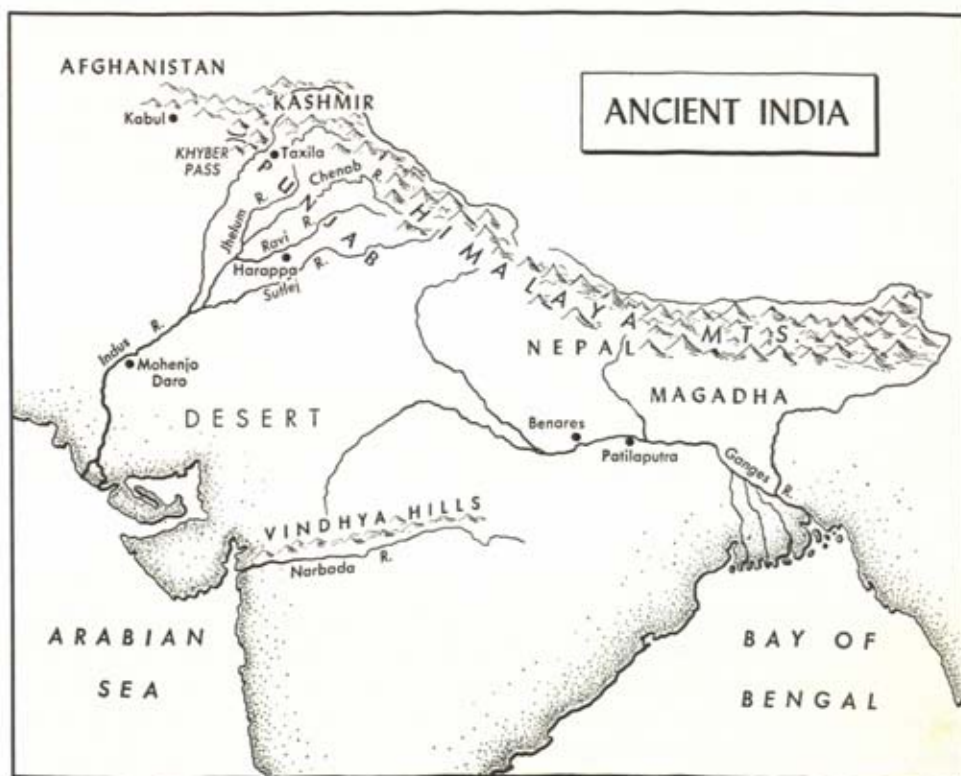 AFGHANISTAN
ANCIENT INDIA
KASHMIR
Kabul
KHYBER
PASS
Taxila
PUNJAB
Jhelum R.
Chenab R.
Ravi R.
Harappa
Sutlej R.
HIMALAYA MTS.
Indus R.
Mohenjo
Daro
NEPAL
MAGADHA
DESERT
Benares
Patilaputra
Ganges R.
VINDHYA HILLS
Narbada R.
ARABIAN
SEA
BAY OF
BENGAL